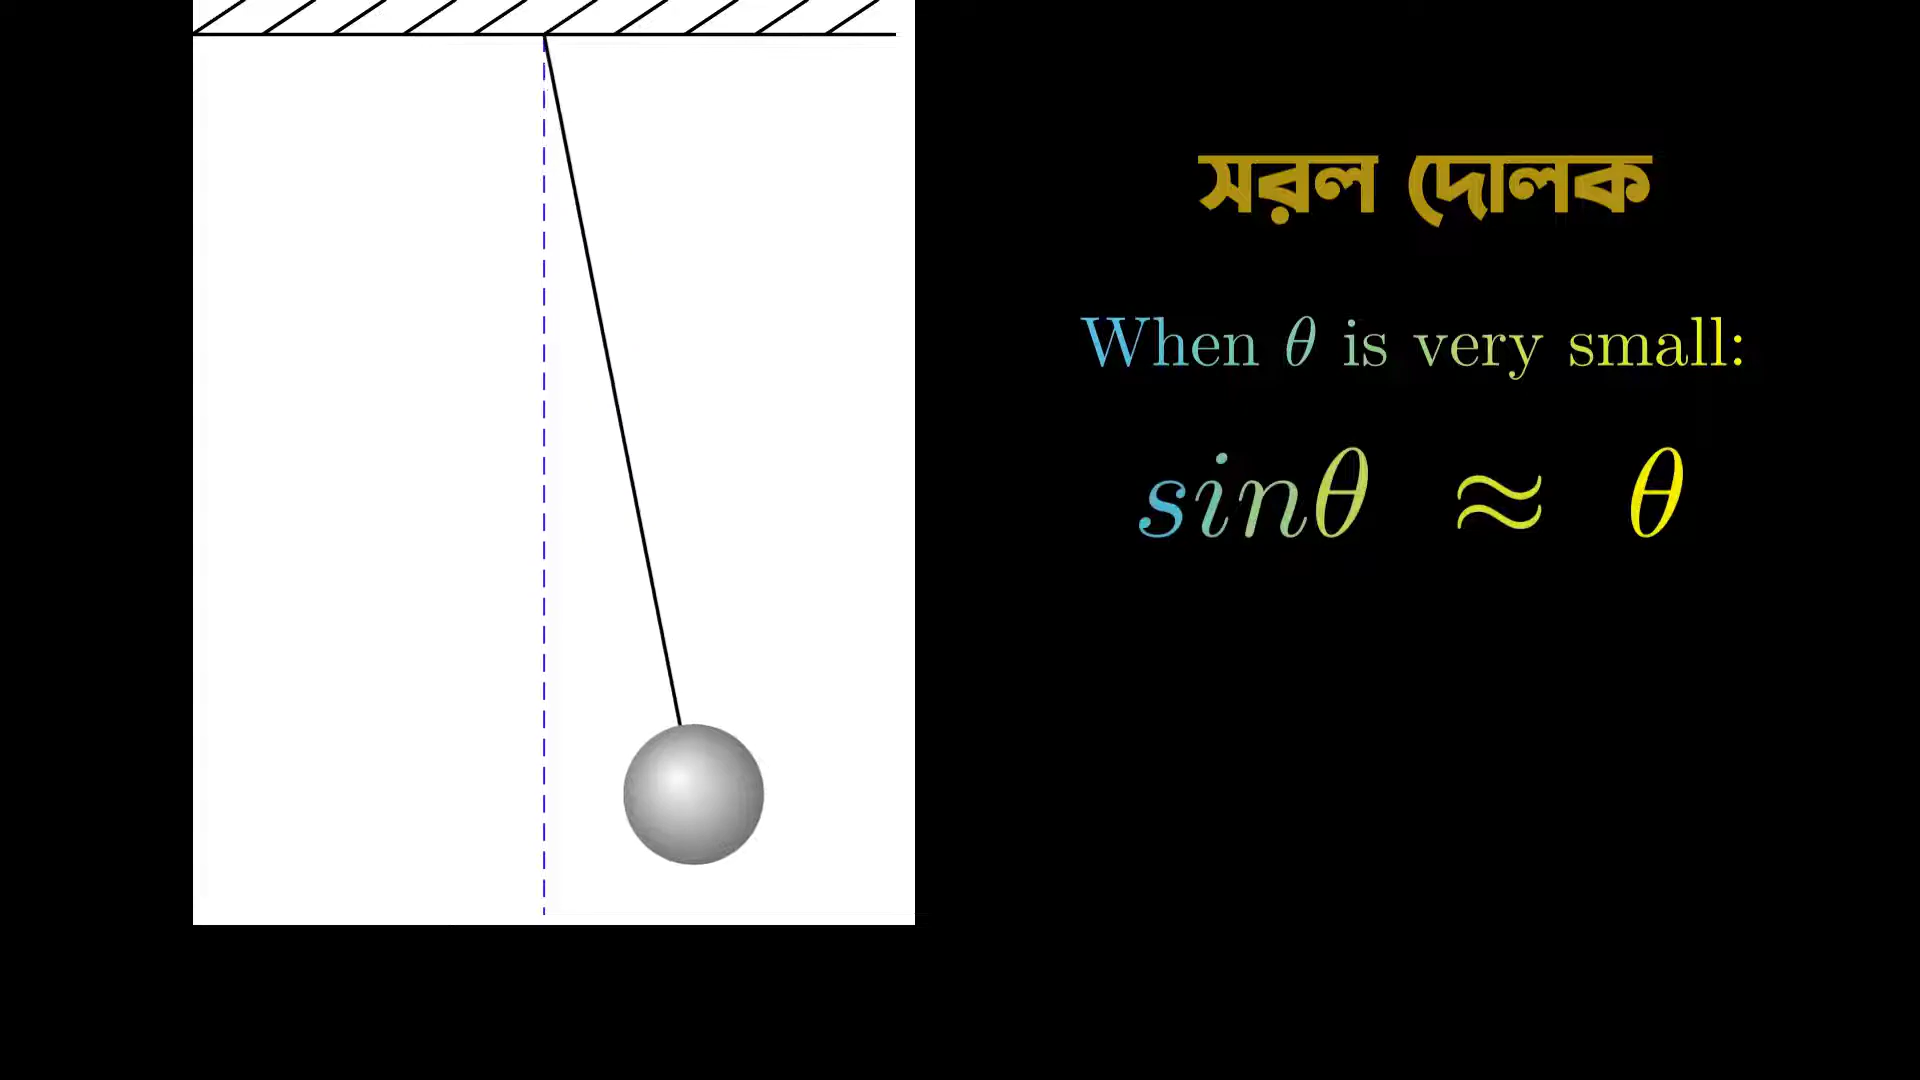 সরল দোলক
When θ is very small:
sinθ ≈ θ